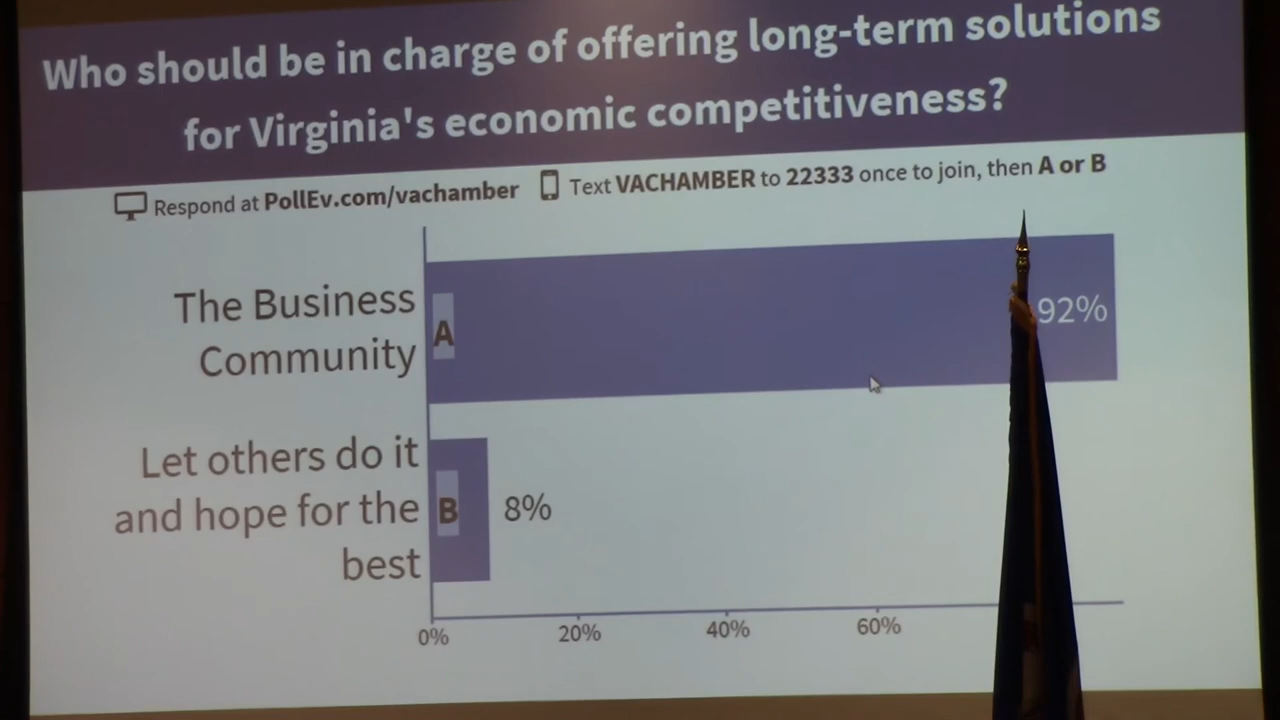 Who should be in charge of offering long-term solutions
for Virginia's economic competitiveness?
Respond at PollEv.com/vachamber Text VACHAMBER to 22333 once to join, then A or B
The Business
Community
A
92%
Let others do it
and hope for the
best
B
8%
0% 20% 40% 60%